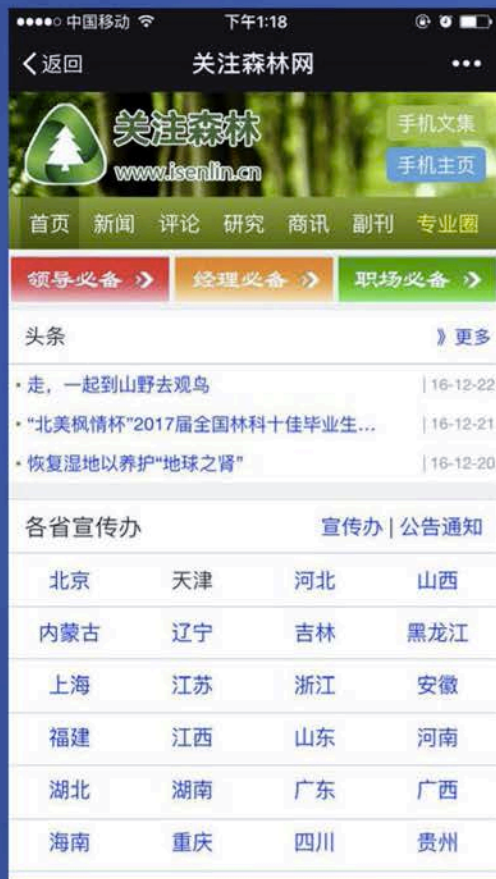 中国移动 下午1:18
返回 关注森林网
关注森林
www.isenlin.cn
手机文集
手机主页
首页 新闻 评论 研究 商讯 副刊 专业圈
领导必备 经理必备 职场必备
头条 》更多
走，一起到山野去观鸟 | 16-12-22
“北美枫情杯”2017届全国林科十佳毕业生... | 16-12-21
恢复湿地以养护“地球之肾” | 16-12-20
各省宣传办 宣传办 | 公告通知
北京 天津 河北 山西
内蒙古 辽宁 吉林 黑龙江
上海 江苏 浙江 安徽
福建 江西 山东 河南
湖北 湖南 广东 广西
海南 重庆 四川 贵州